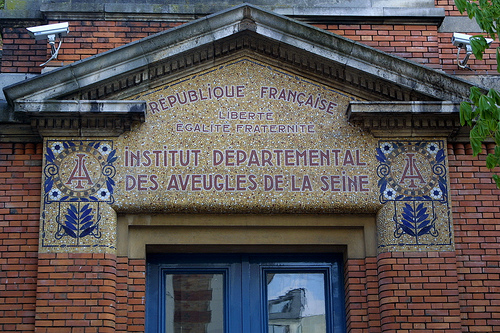 RÉPUBLIQUE FRANÇAISE
LIBERTÉ
ÉGALITÉ FRATERNITÉ
INSTITUT DÉPARTEMENTAL
DES AVEUGLES DE LA SEINE